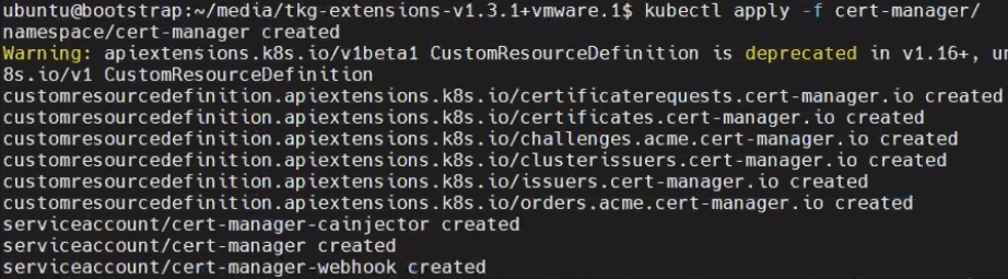 ubuntu@bootstrap:~/media/tkg-extensions-v1.3.1+vmware.1$ kubectl apply -f cert-manager/
namespace/cert-manager created
Warning: apiextensions.k8s.io/v1beta1 CustomResourceDefinition is deprecated in v1.16+, un
8s.io/v1 CustomResourceDefinition
customresourcedefinition.apiextensions.k8s.io/certificaterequests.cert-manager.io created
customresourcedefinition.apiextensions.k8s.io/certificates.cert-manager.io created
customresourcedefinition.apiextensions.k8s.io/challenges.acme.cert-manager.io created
customresourcedefinition.apiextensions.k8s.io/clusterissuers.cert-manager.io created
customresourcedefinition.apiextensions.k8s.io/issuers.cert-manager.io created
customresourcedefinition.apiextensions.k8s.io/orders.acme.cert-manager.io created
serviceaccount/cert-manager-cainjector created
serviceaccount/cert-manager created
serviceaccount/cert-manager-webhook created